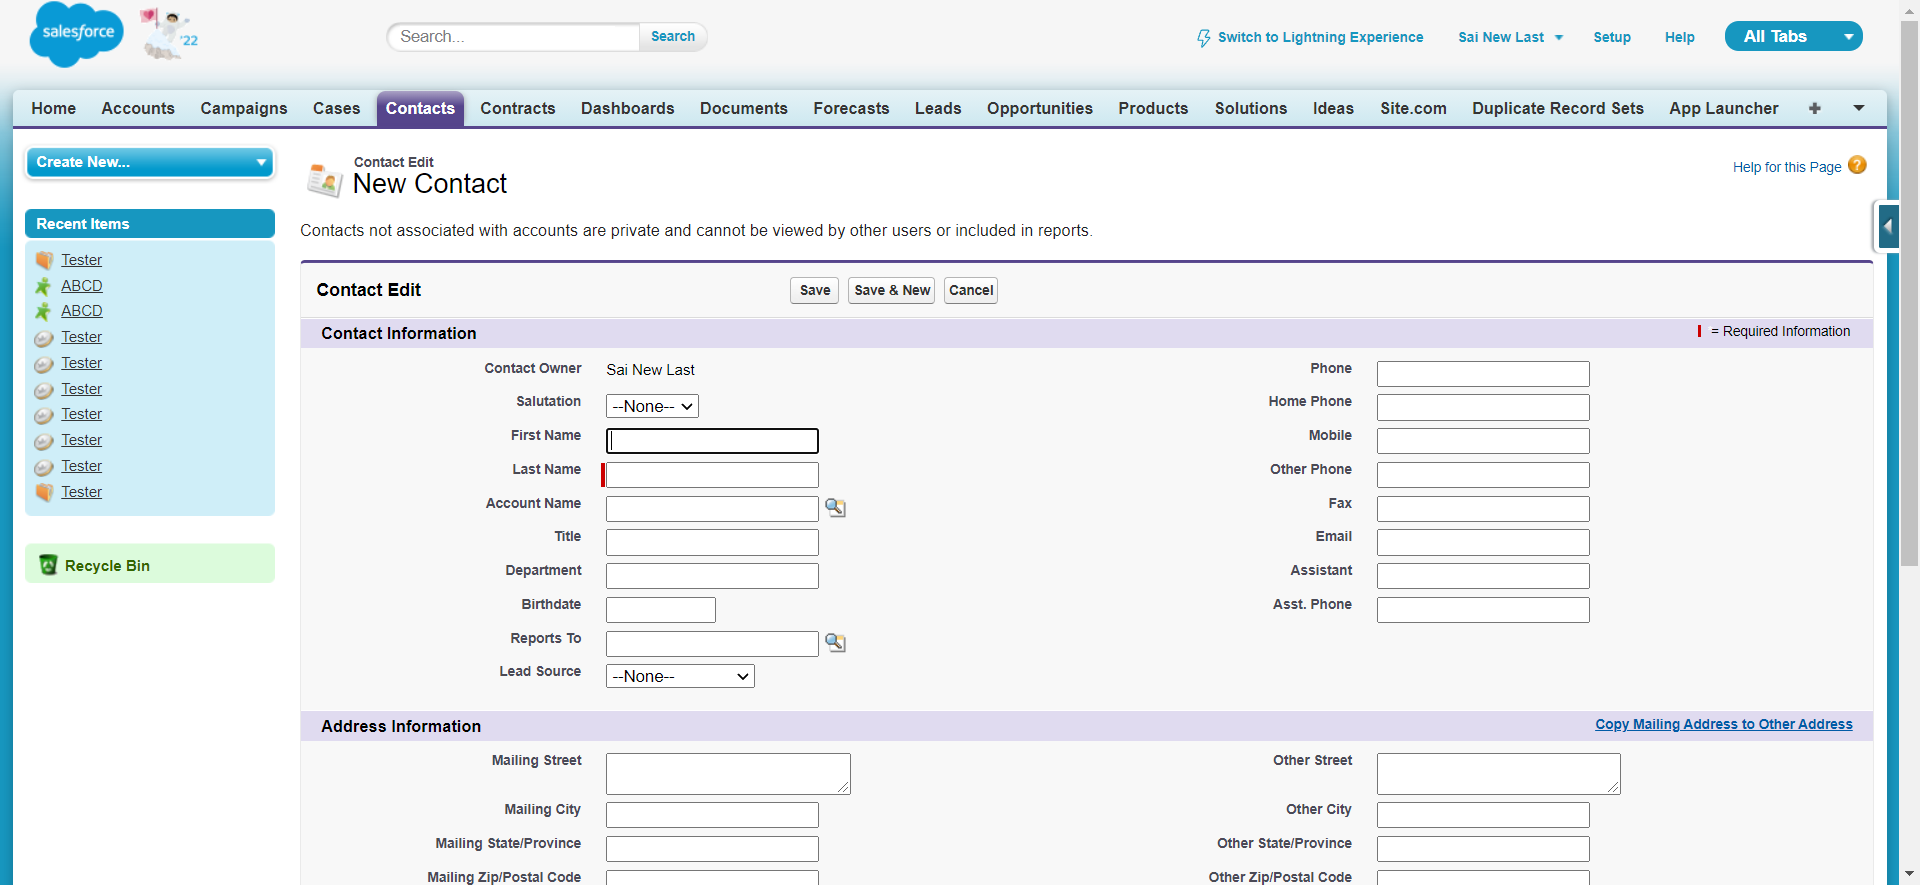 salesforce
'22
Search...
Search
Switch to Lightning Experience
Sai New Last
Setup
Help
All Tabs
Home
Accounts
Campaigns
Cases
Contacts
Contracts
Dashboards
Documents
Forecasts
Leads
Opportunities
Products
Solutions
Ideas
Site.com
Duplicate Record Sets
App Launcher
+
Create New...
Recent Items
Tester
ABCD
ABCD
Tester
Tester
Tester
Tester
Tester
Tester
Tester
Recycle Bin
Contact Edit
New Contact
Help for this Page
?
Contacts not associated with accounts are private and cannot be viewed by other users or included in reports.
Contact Edit
Save
Save & New
Cancel
Contact Information
= Required Information
Contact Owner
Sai New Last
Salutation
--None--
First Name
Last Name
Account Name
Title
Department
Birthdate
Reports To
Lead Source
--None--
Phone
Home Phone
Mobile
Other Phone
Fax
Email
Assistant
Asst. Phone
Address Information
Copy Mailing Address to Other Address
Mailing Street
Mailing City
Mailing State/Province
Mailing Zip/Postal Code
Other Street
Other City
Other State/Province
Other Zip/Postal Code